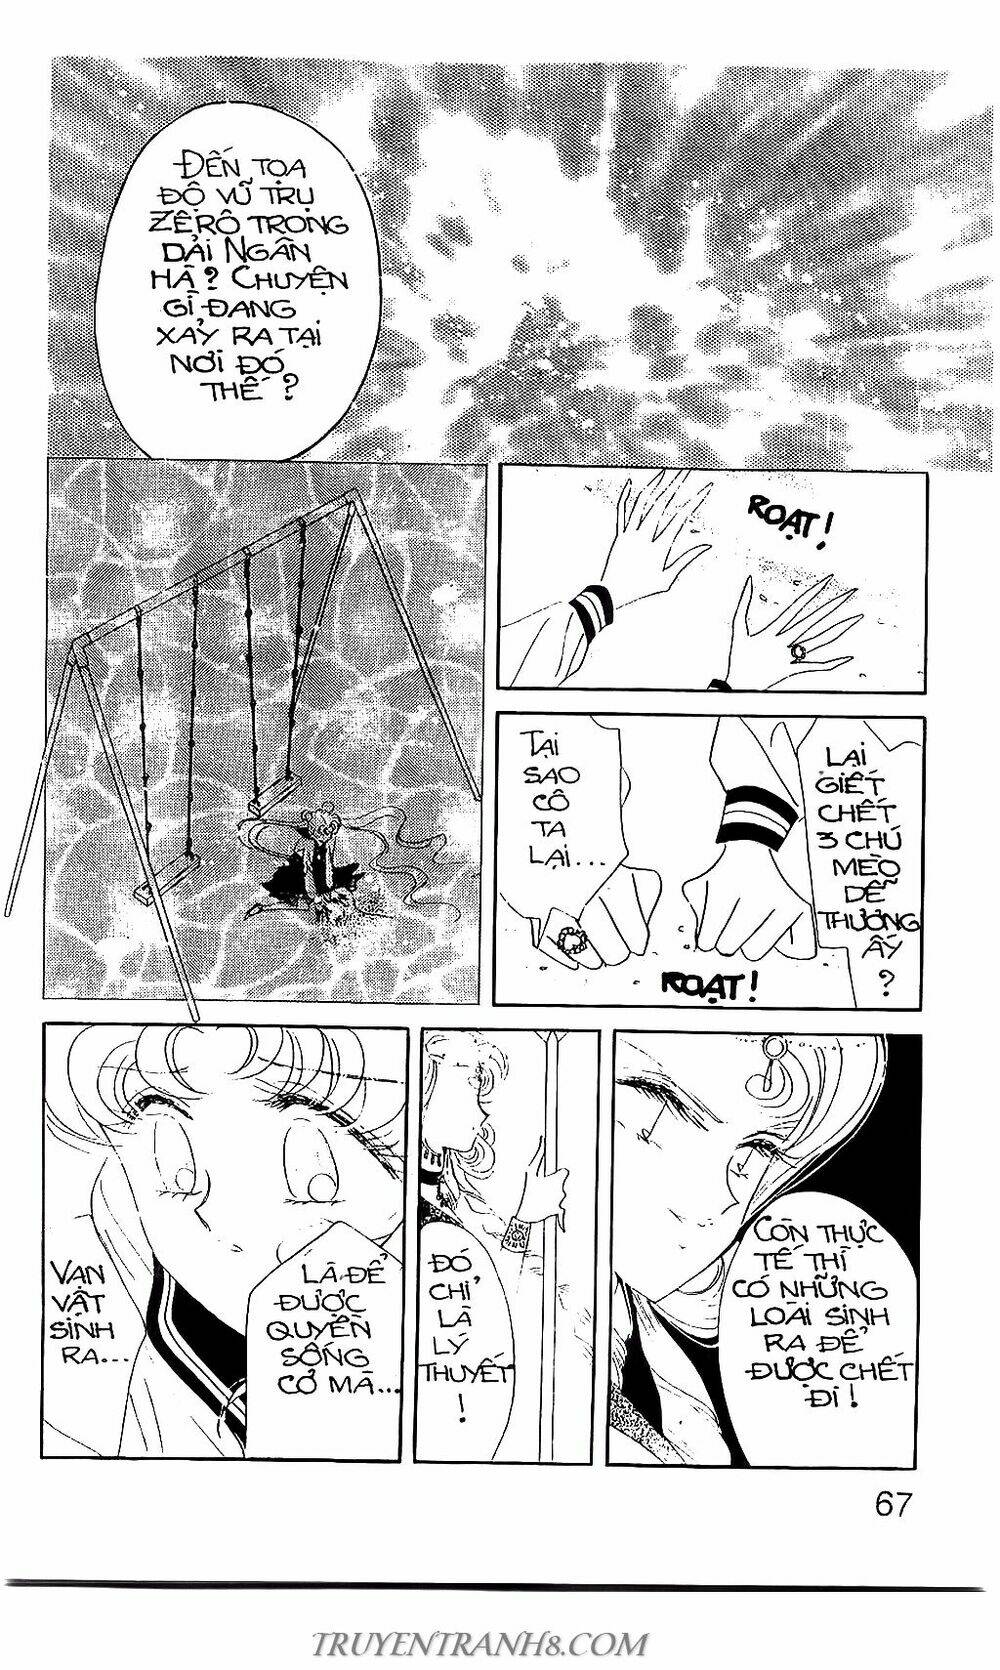 ĐẾN TỌA
ĐỘ VŨ TRỤ
ZÊRÔ TRONG
DẢI NGÂN
HÀ? CHUYỆN
GÌ ĐANG
XẢY RA TẠI
NƠI ĐÓ
THẾ?
ROẠT!
TẠI
SAO
CÔ
TA
LẠI...
LẠI
GIẾT
CHẾT
3 CHÚ
MÈO
DỄ
THƯƠNG
ẤY
?
ROẠT!
VẠN
VẬT
SINH
RA...
LÀ ĐỂ
ĐƯỢC
QUYỀN
SỐNG
CƠ MÀ...
ĐÓ
CHỈ
LÀ
LÝ
THUYẾT
!
CÒN THỰC
TẾ THÌ
CÓ NHỮNG
LOÀI SINH
RA ĐỂ
ĐƯỢC CHẾT
ĐI!
67
TRUYENTRANH8.COM